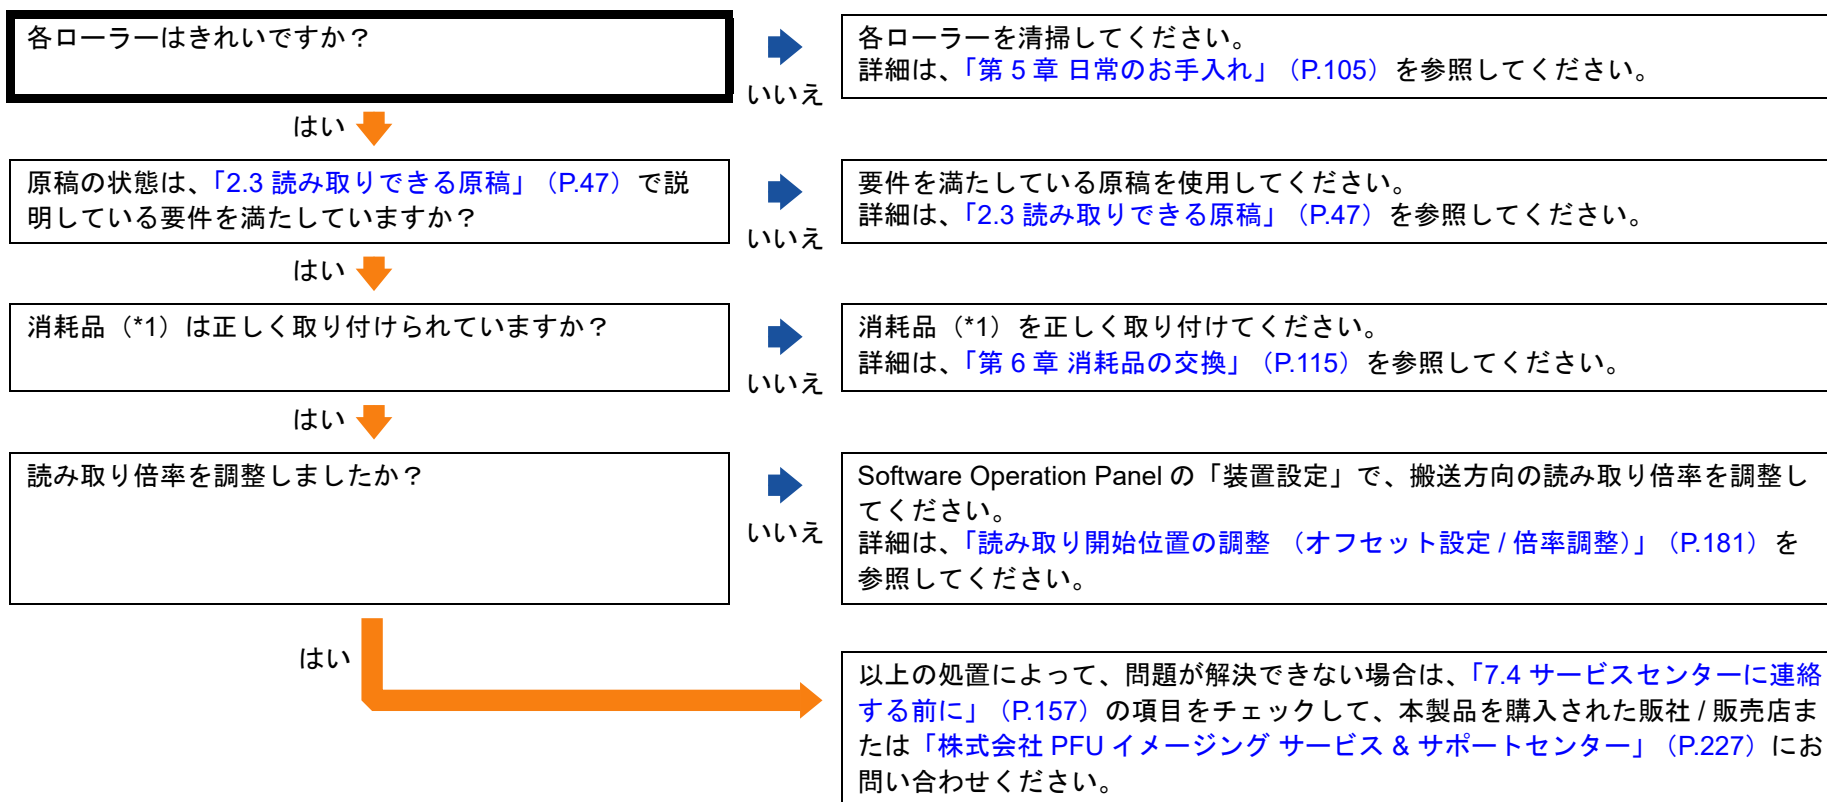 各ローラーはきれいですか？
いいえ
各ローラーを清掃してください。
詳細は、「第 5 章 日常のお手入れ」（P.105）を参照してください。
はい
原稿の状態は、「2.3 読み取りできる原稿」（P.47）で説
明している要件を満たしていますか？
いいえ
要件を満たしている原稿を使用してください。
詳細は、「2.3 読み取りできる原稿」（P.47）を参照してください。
はい
消耗品（*1）は正しく取り付けられていますか？
いいえ
消耗品（*1）を正しく取り付けてください。
詳細は、「第 6 章 消耗品の交換」（P.115）を参照してください。
はい
読み取り倍率を調整しましたか？
いいえ
Software Operation Panel の「装置設定」で、搬送方向の読み取り倍率を調整し
てください。
詳細は、「読み取り開始位置の調整 （オフセット設定 / 倍率調整）」（P.181）を
参照してください。
はい
以上の処置によって、問題が解決できない場合は、「7.4 サービスセンターに連絡
する前に」（P.157）の項目をチェックして、本製品を購入された販社 / 販売店ま
たは「株式会社 PFU イメージング サービス & サポートセンター」（P.227）にお
問い合わせください。